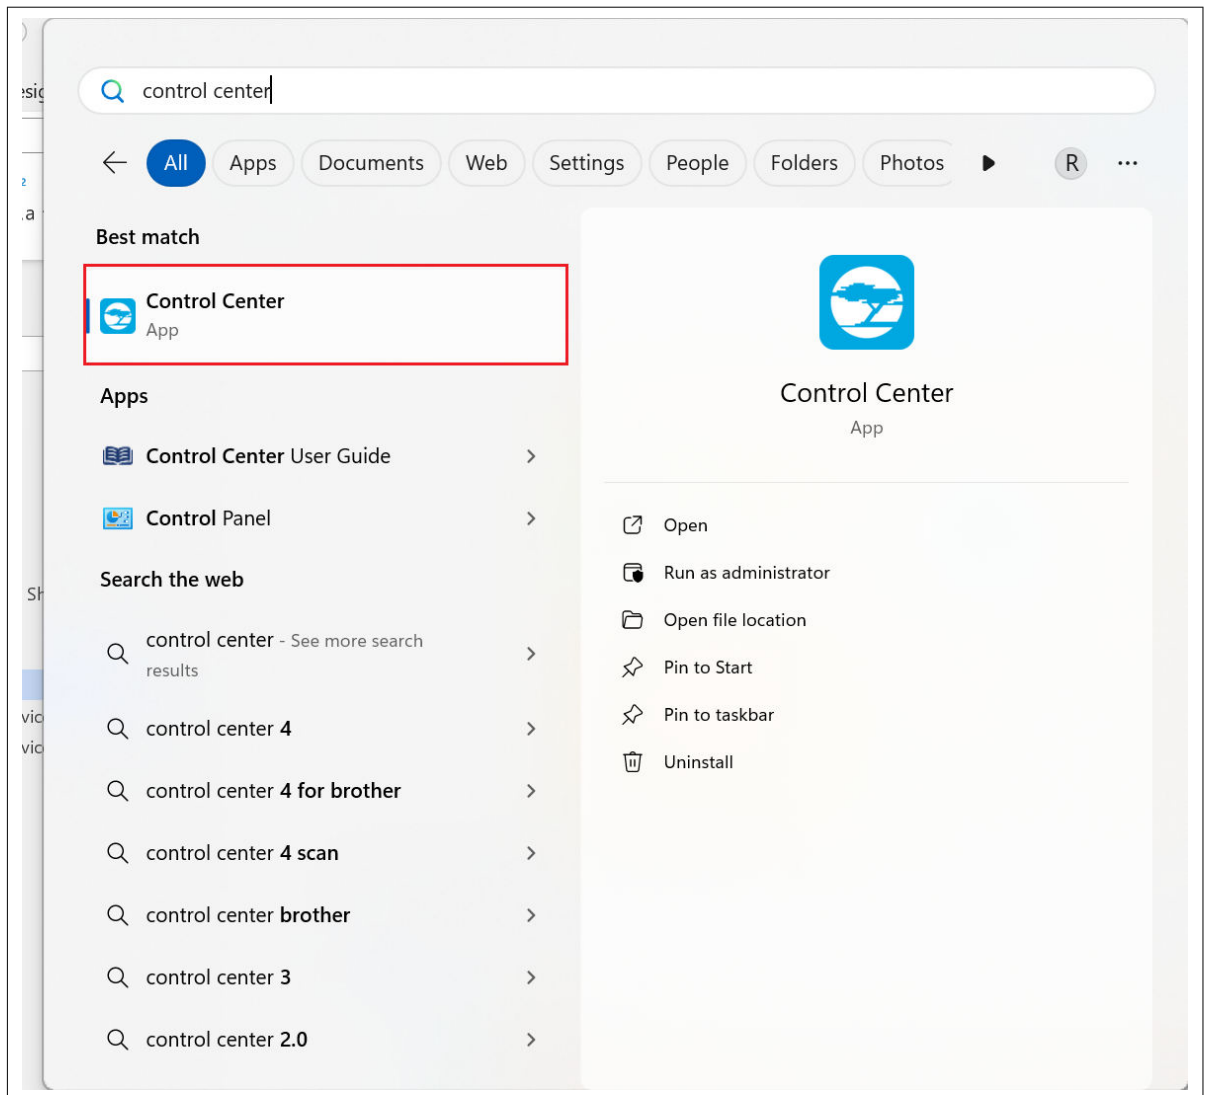 control center
All Apps Documents Web Settings People Folders Photos R ...
Best match
Control Center
App
Apps
Control Center User Guide
Control Panel
Search the web
control center - See more search
results
control center 4
control center 4 for brother
control center 4 scan
control center brother
control center 3
control center 2.0
Control Center
App
Open
Run as administrator
Open file location
Pin to Start
Pin to taskbar
Uninstall